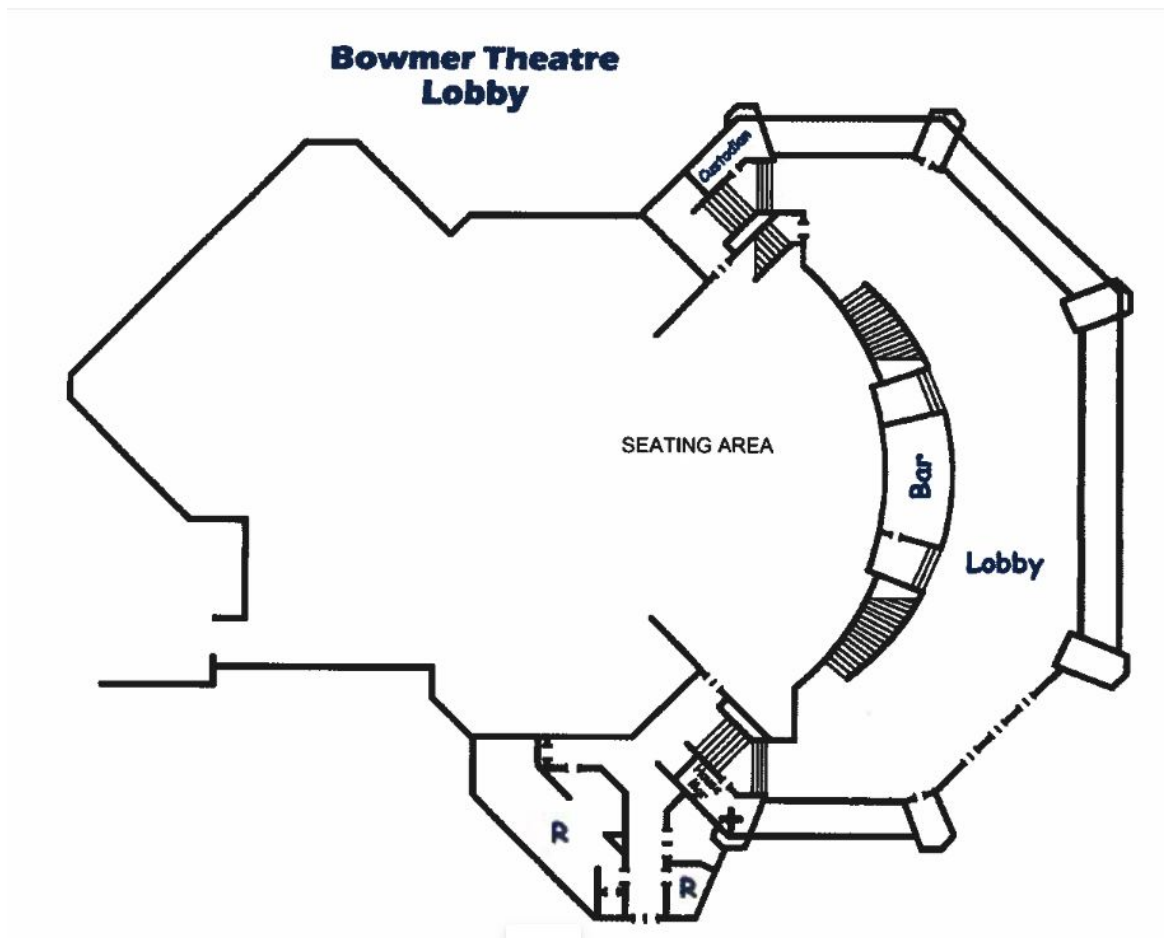 Bowmer Theatre
Lobby
Custodian
SEATING AREA
Bar
Lobby
R
R